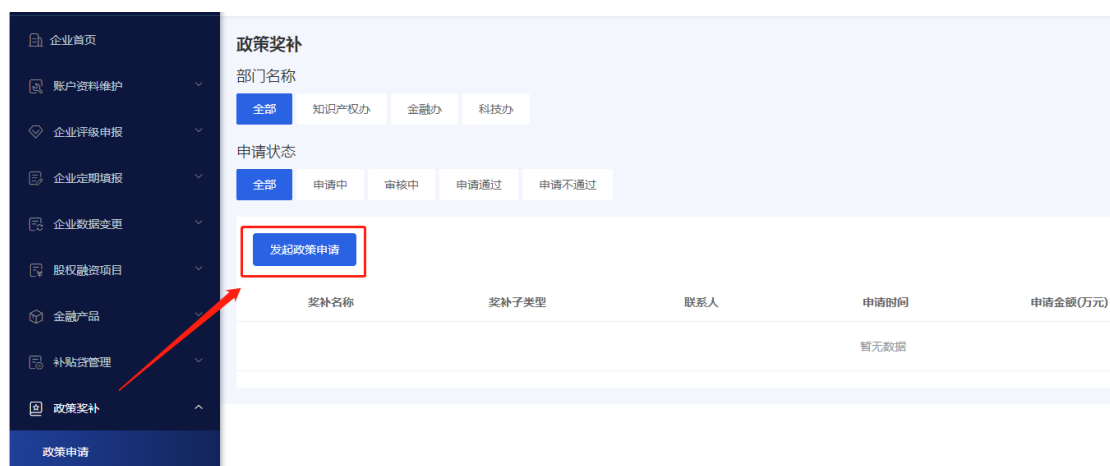 企业首页
账户资料维护
企业评级申报
企业定期填报
企业数据变更
股权融资项目
金融产品
补贴贷管理
政策奖补
政策申请
政策奖补
部门名称
全部 知识产权办 金融办 科技办
申请状态
全部 申请中 审核中 申请通过 申请不通过
发起政策申请
奖补名称 奖补子类型 联系人 申请时间 申请金额(万元)
暂无数据